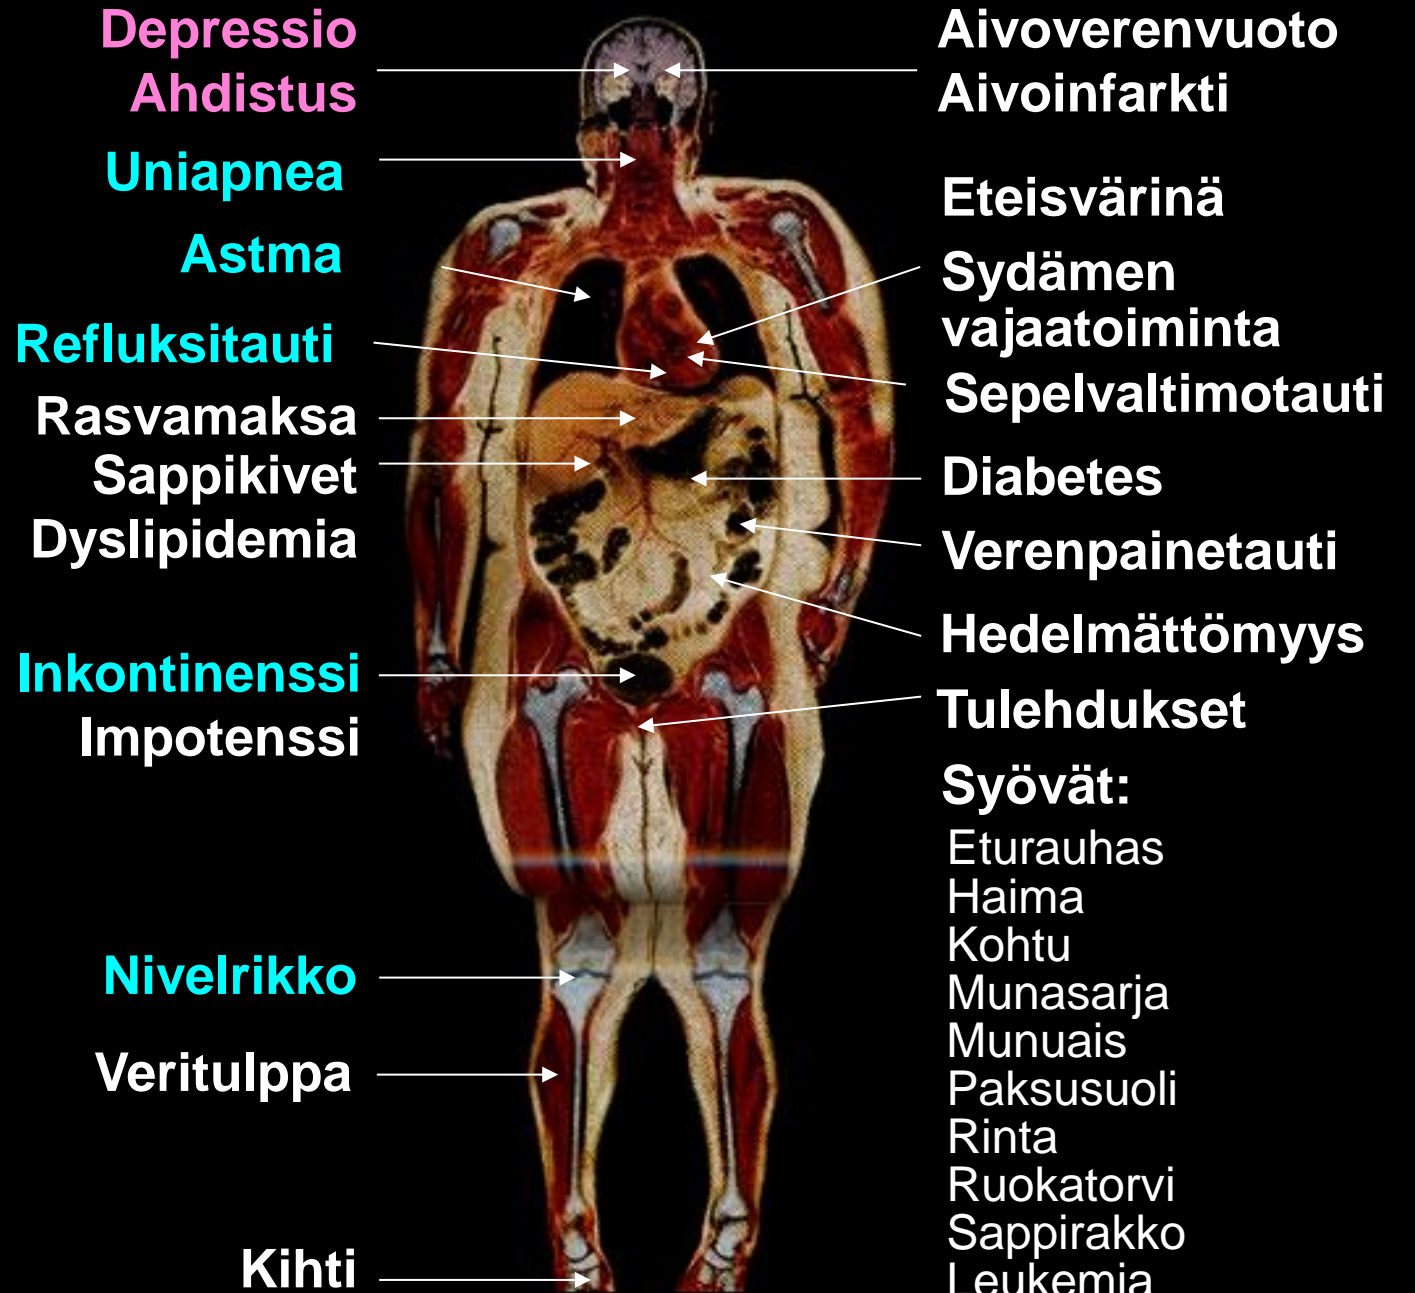 Depressio
Ahdistus
Uniapnea
Astma
Refluksitauti
Rasvamaksa
Sappikivet
Dyslipidemia
Inkontinenssi
Impotenssi
Nivelrikko
Veritulppa
Kihti
Aivoverenvuoto
Aivoinfarkti
Eteisvärinä
Sydämen
vajaatoiminta
Sepelvaltimotauti
Diabetes
Verenpainetauti
Hedelmättömyys
Tulehdukset
Syövät:
Eturauhas
Haima
Kohtu
Munasarja
Munuais
Paksusuoli
Rinta
Ruokatorvi
Sappirakko
Leukemia